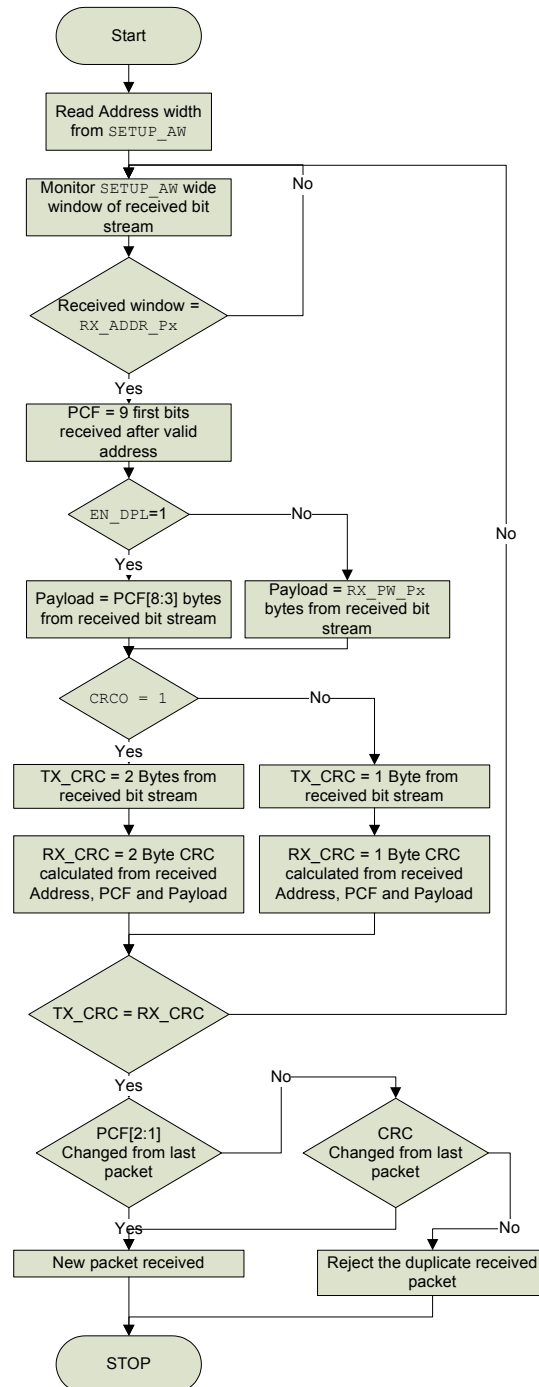 Start
Read Address width
from SETUP_AW
No
Monitor SETUP_AW wide
window of received bit
stream
Received window =
RX_ADDR_Px
Yes
PCF = 9 first bits
received after valid
address
EN_DPL=1
No
No
Yes
Payload = PCF[8:3] bytes
from received bit stream
Payload = RX_PW_Px
bytes from received bit
stream
CRCO = 1
No
Yes
TX_CRC = 2 Bytes from
received bit stream
TX_CRC = 1 Byte from
received bit stream
RX_CRC = 2 Byte CRC
calculated from received
Address, PCF and Payload
RX_CRC = 1 Byte CRC
calculated from received
Address, PCF and Payload
TX_CRC = RX_CRC
Yes
No
PCF[2:1]
Changed from last
packet
CRC
Changed from last
packet
Yes
No
New packet received
Reject the duplicate received
packet
STOP